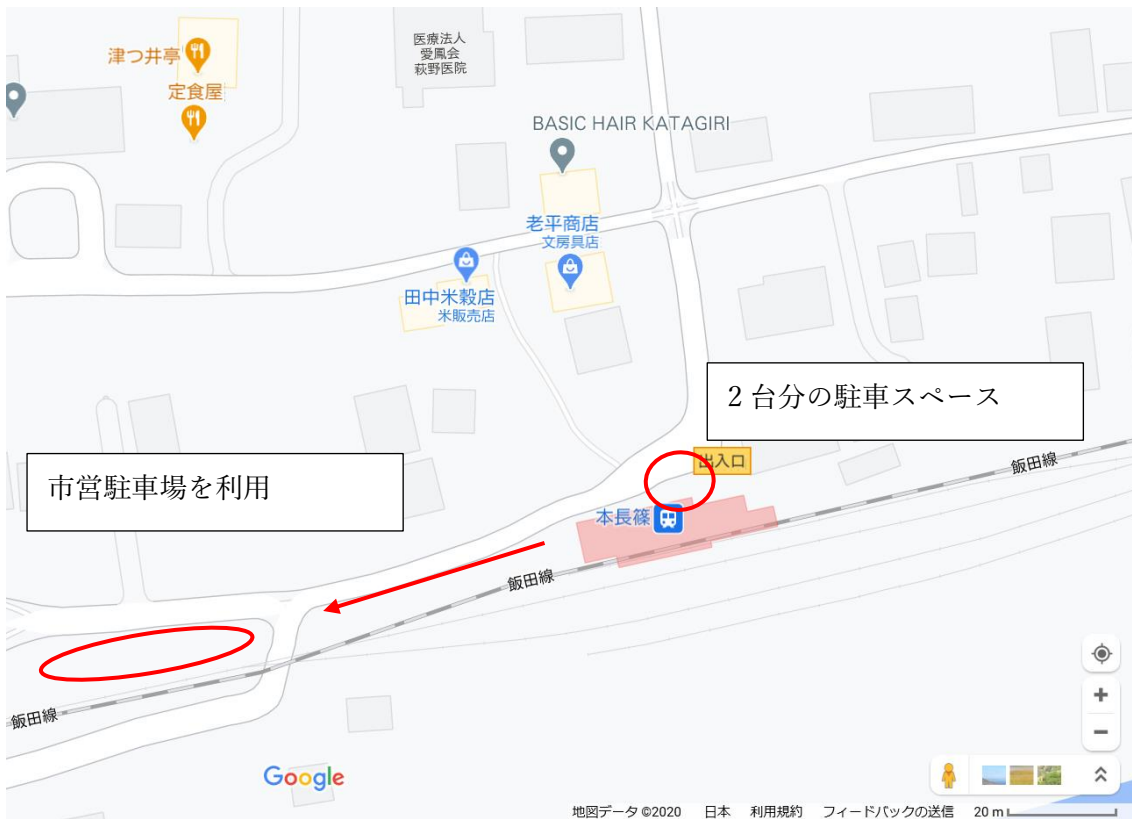 医療法人
愛鳳会
萩野医院
津つ井亭
定食屋
BASIC HAIR KATAGIRI
老平商店
文房具店
田中米穀店
米販売店
2台分の駐車スペース
出入口
飯田線
市営駐車場を利用
本長篠
飯田線
飯田線
Google
地図データ ©2020 日本 利用規約 フィードバックの送信 20 m